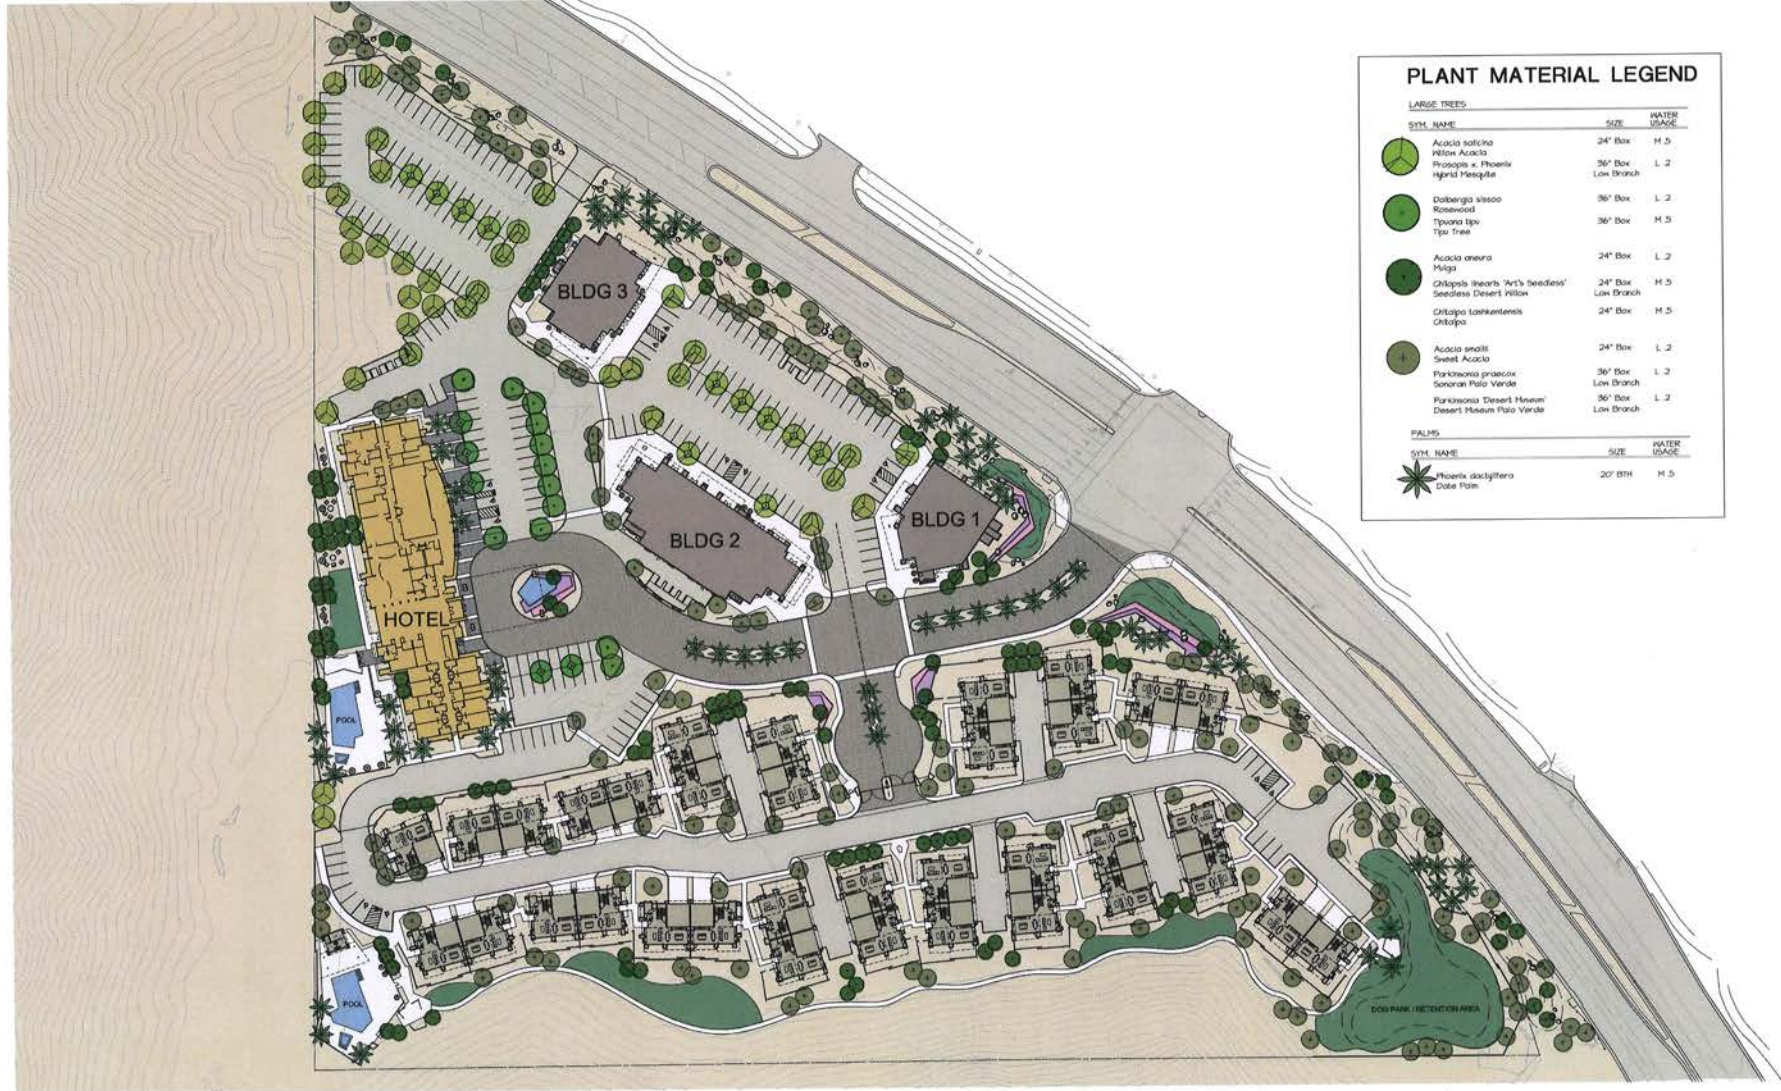 PLANT MATERIAL LEGEND
LARGE TREES
SYM. NAME SIZE WATER USAGE
Acacia salicina 24" Box M .5
Willow Acacia
Prosopis x. Phoenix 36" Box L .2
Hybrid Mesquite Low Branch
Dalbergia sissoo 36" Box L .2
Rosewood
Tipuana tipu 36" Box M .5
Tipu Tree
Acacia aneura 24" Box L .2
Mulga
Chilopsis linearis 'Art's Seedless' 24" Box M .5
Seedless Desert Willow Low Branch
Chitalpa tashkentensis 24" Box M .5
Chitalpa
Acacia smallii 24" Box L .2
Sweet Acacia
Parkinsonia praecox 36" Box L .2
Sonoran Palo Verde Low Branch
Parkinsonia 'Desert Museum' 36" Box L .2
Desert Museum Palo Verde Low Branch
PALMS
SYM. NAME SIZE WATER USAGE
Phoenix dactylifera 20' BTH M .5
Date Palm
BLDG 3
BLDG 1
BLDG 2
HOTEL
POOL
POOL
DOG PARK / RETENTION AREA